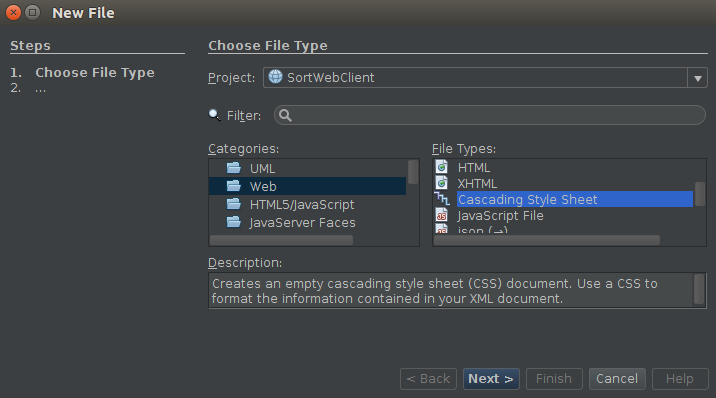 New File
Steps
1. Choose File Type
2. ...
Choose File Type
Project: SortWebClient
Filter:
Categories:
UML
Web
HTML5/JavaScript
JavaServer Faces
File Types:
HTML
XHTML
Cascading Style Sheet
JavaScript File
json (→)
Description:
Creates an empty cascading style sheet (CSS) document. Use a CSS to
format the information contained in your XML document.
< Back Next > Finish Cancel Help